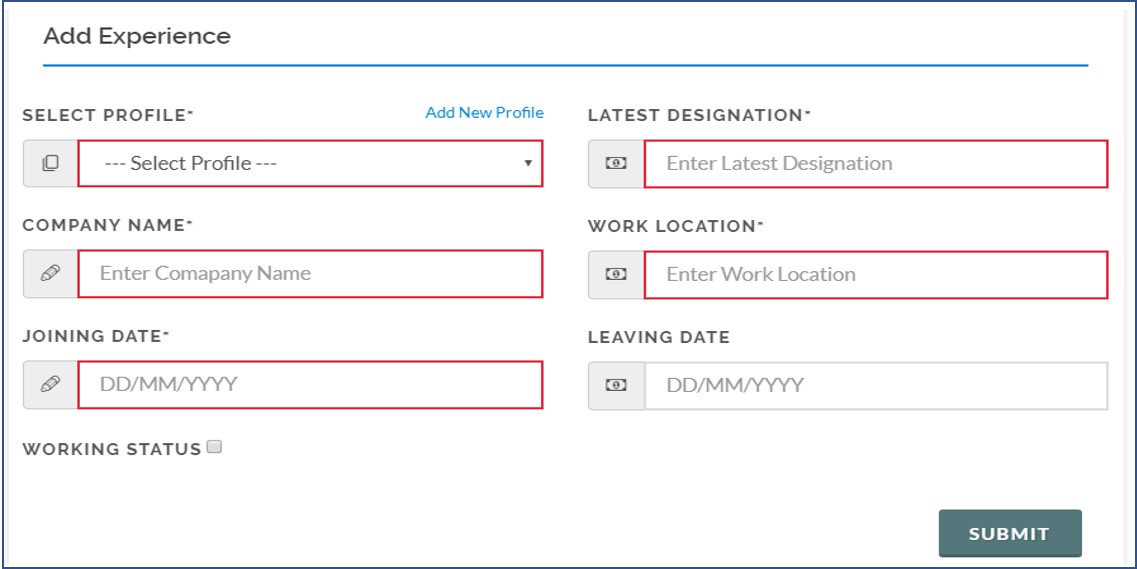 Add Experience
SELECT PROFILE*
Add New Profile
LATEST DESIGNATION*
--- Select Profile ---
Enter Latest Designation
COMPANY NAME*
WORK LOCATION*
Enter Comapany Name
Enter Work Location
JOINING DATE*
LEAVING DATE
DD/MM/YYYY
DD/MM/YYYY
WORKING STATUS
SUBMIT